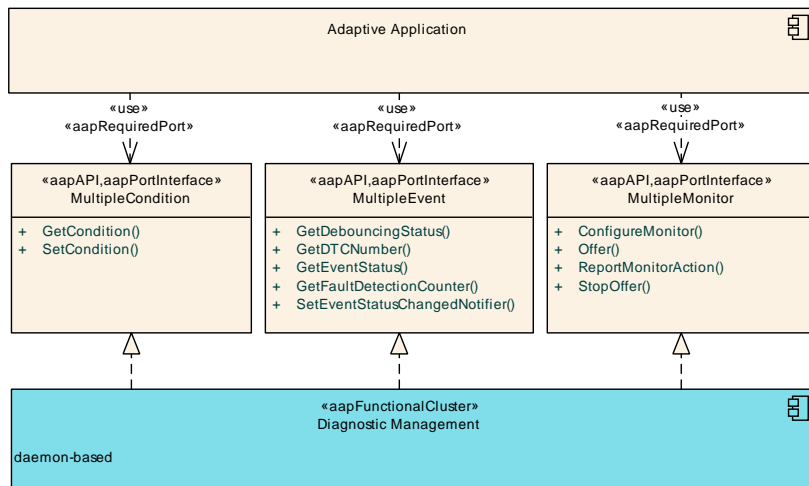 Adaptive Application
«use»
«aapRequiredPort»
«use»
«aapRequiredPort»
«use»
«aapRequiredPort»
«aapAPI,aapPortInterface»
MultipleCondition
+ GetCondition()
+ SetCondition()
«aapAPI,aapPortInterface»
MultipleEvent
+ GetDebouncingStatus()
+ GetDTCNumber()
+ GetEventStatus()
+ GetFaultDetectionCounter()
+ SetEventStatusChangedNotifier()
«aapAPI,aapPortInterface»
MultipleMonitor
+ ConfigureMonitor()
+ Offer()
+ ReportMonitorAction()
+ StopOffer()
«aapFunctionalCluster»
Diagnostic Management
daemon-based